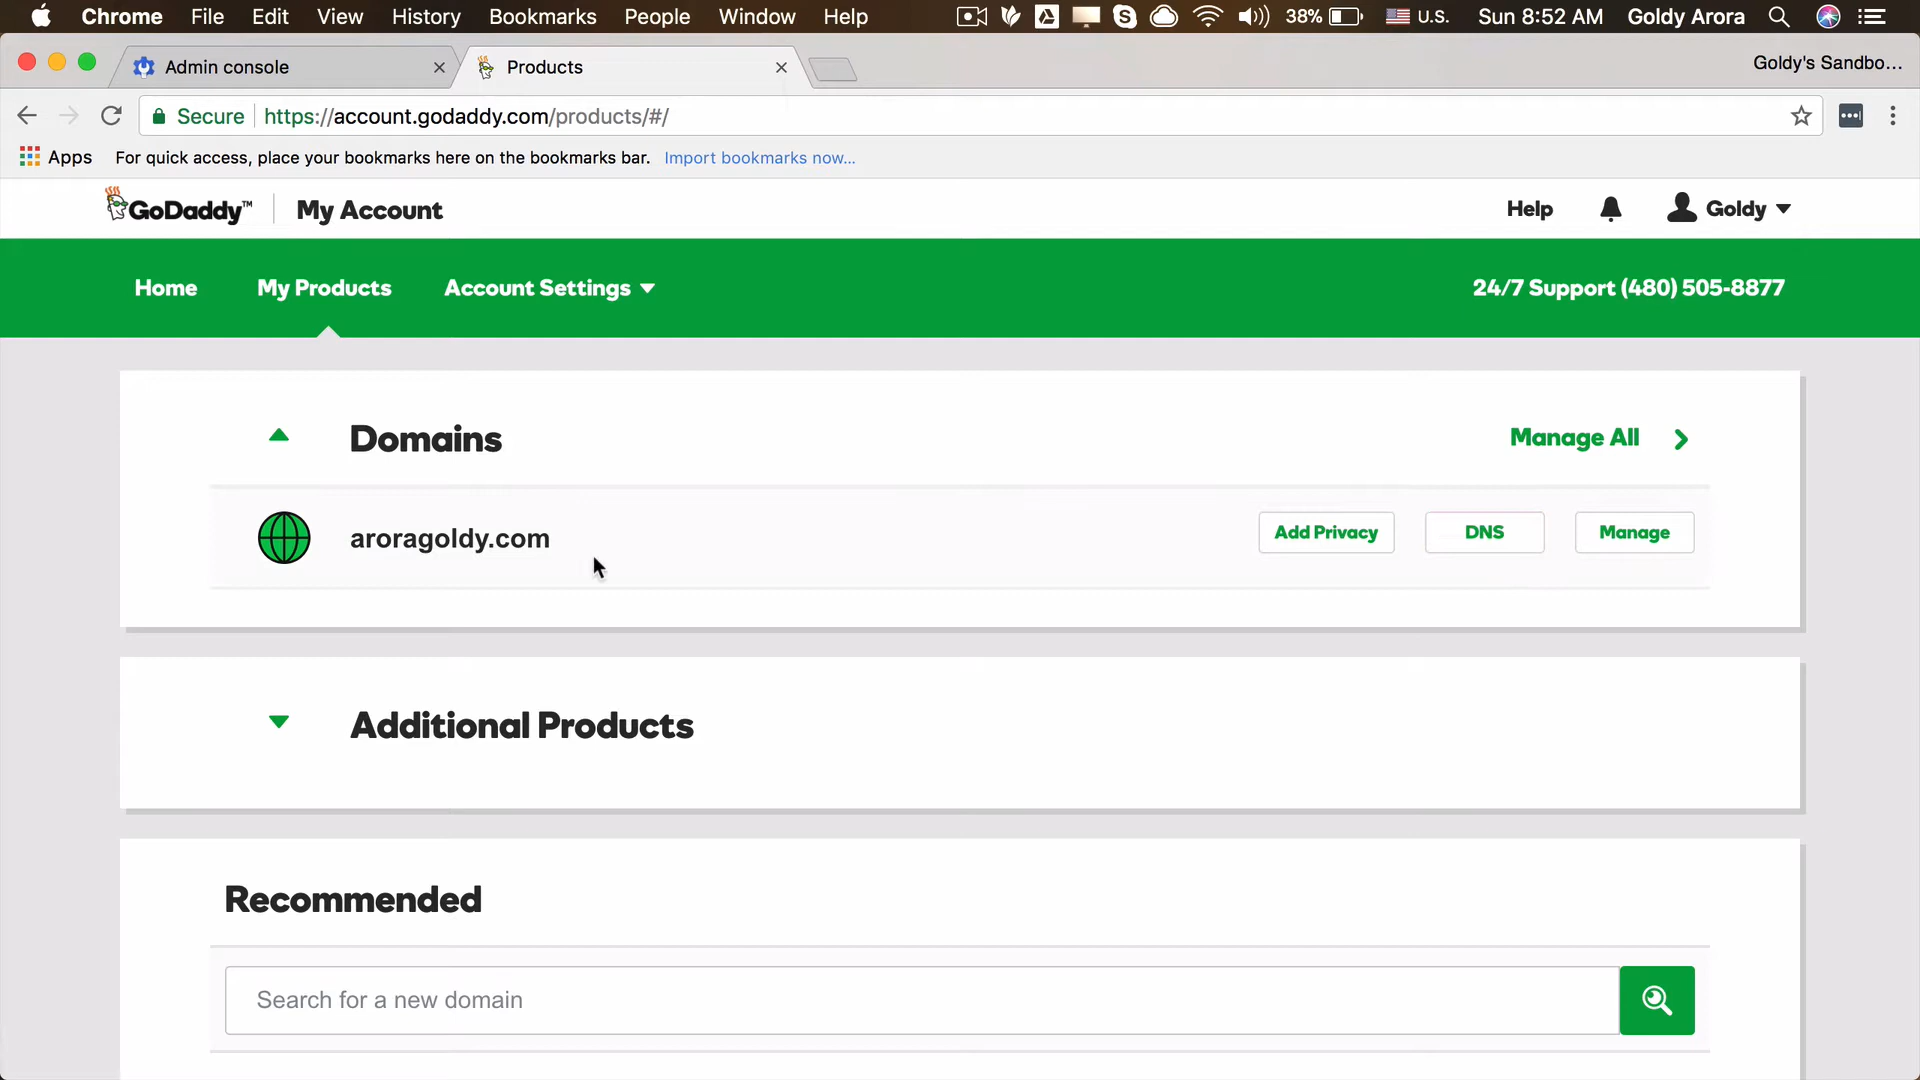 Chrome File Edit View History Bookmarks People Window Help 38% U.S. Sun 8:52 AM Goldy Arora
Admin console Products Goldy's Sandbo...
Secure https://account.godaddy.com/products/#/
Apps For quick access, place your bookmarks here on the bookmarks bar. Import bookmarks now...
GoDaddy™ My Account Help Goldy
Home My Products Account Settings 24/7 Support (480) 505-8877
Domains Manage All
aroragoldy.com Add Privacy DNS Manage
Additional Products
Recommended
Search for a new domain